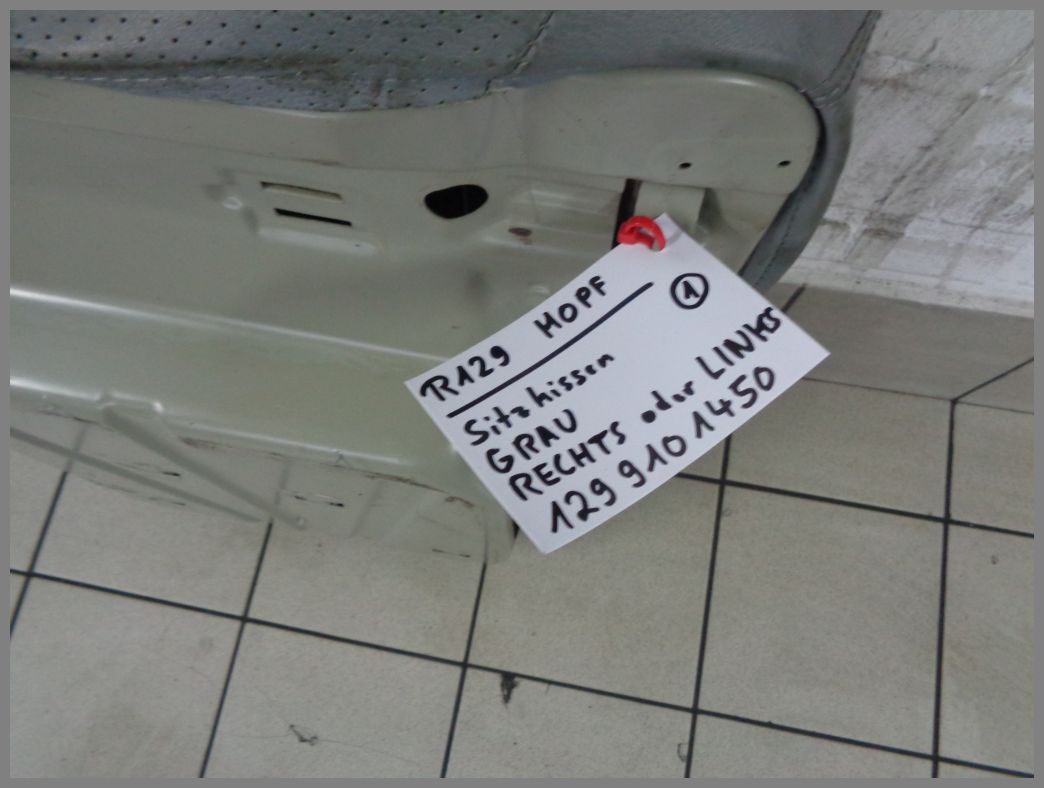 R129 HOPF
①
Sitzkissen
GRAU
RECHTS oder LINKS
129 910 1450